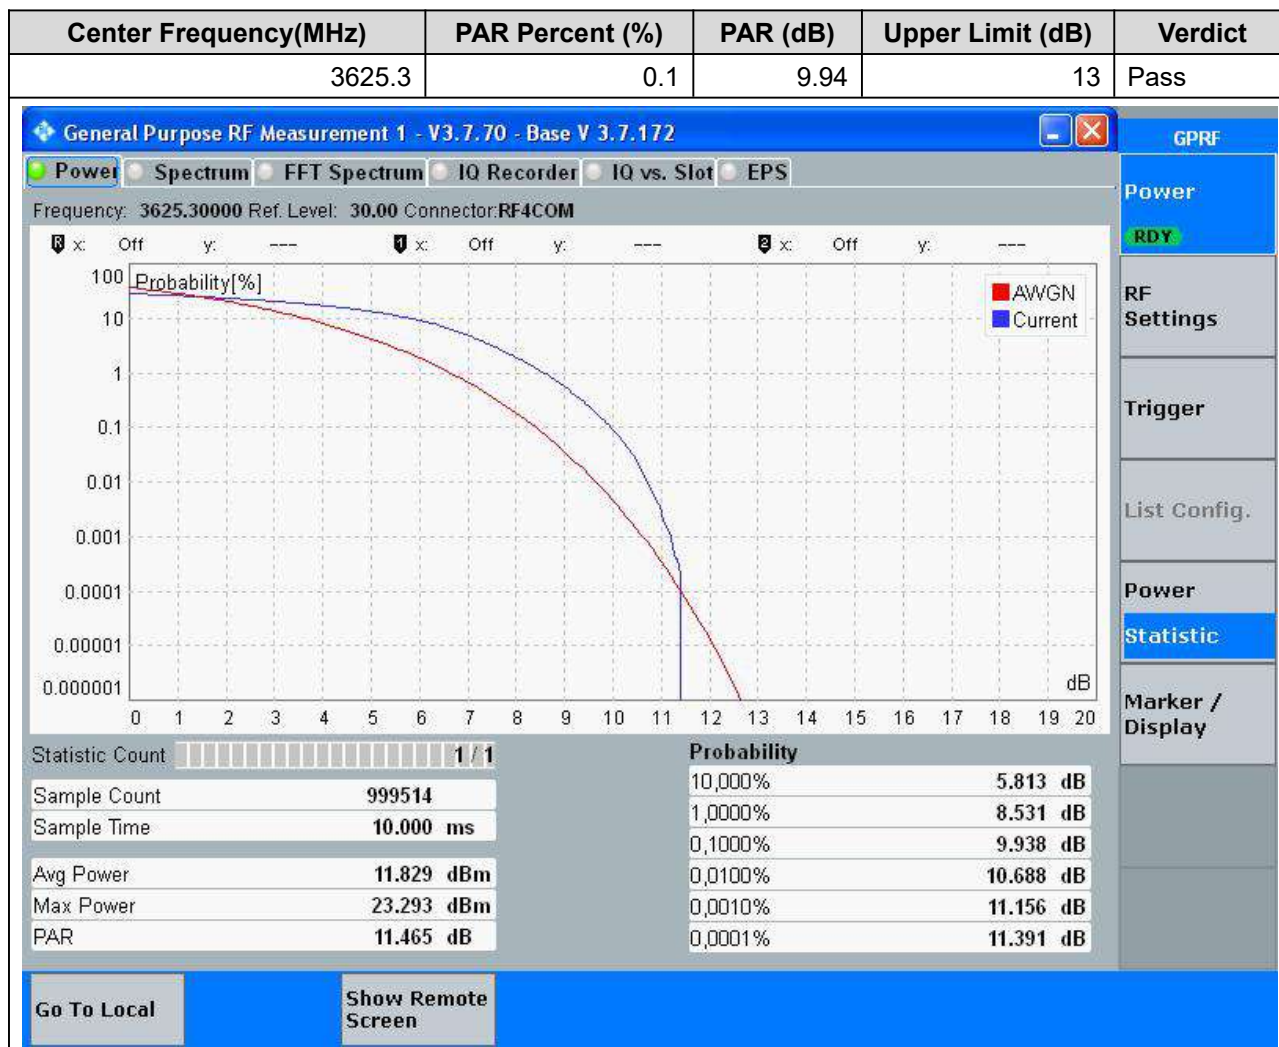 Center Frequency(MHz) PAR Percent (%) PAR (dB) Upper Limit (dB) Verdict
3625.3 0.1 9.94 13 Pass
General Purpose RF Measurement 1 - V3.7.70 - Base V 3.7.172
GPRF
Power Spectrum FFT Spectrum IQ Recorder IQ vs. Slot EPS
Frequency: 3625.30000 Ref. Level: 30.00 Connector:RF4COM
R x: Off y: --- 1 x: Off y: --- 2 x: Off y: ---
Power
RDY
RF
Settings
Trigger
List Config.
Power
Statistic
Marker /
Display
Probability[%]
AWGN
Current
100
10
1
0.1
0.01
0.001
0.0001
0.00001
0.000001
dB
0 1 2 3 4 5 6 7 8 9 10 11 12 13 14 15 16 17 18 19 20
Statistic Count 1 / 1
Sample Count 999514
Sample Time 10.000 ms
Avg Power 11.829 dBm
Max Power 23.293 dBm
PAR 11.465 dB
Probability
10,000% 5.813 dB
1,0000% 8.531 dB
0,1000% 9.938 dB
0,0100% 10.688 dB
0,0010% 11.156 dB
0,0001% 11.391 dB
Go To Local
Show Remote
Screen